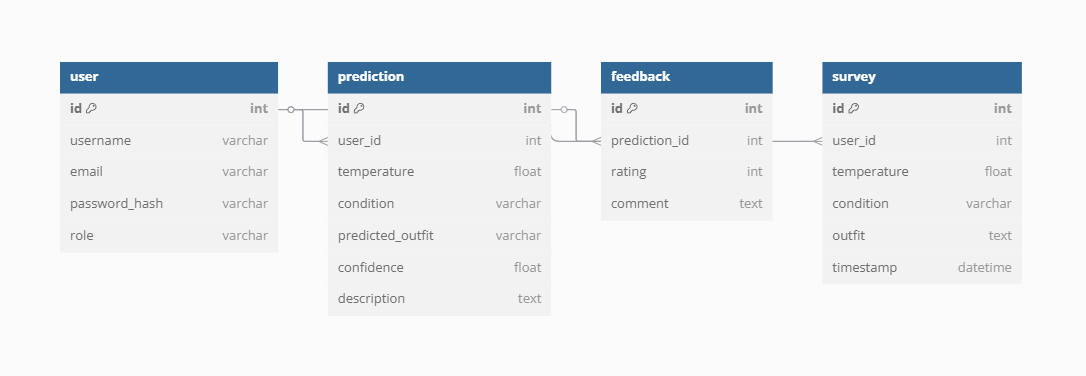 user
id int
username varchar
email varchar
password_hash varchar
role varchar
prediction
id int
user_id int
temperature float
condition varchar
predicted_outfit varchar
confidence float
description text
feedback
id int
prediction_id int
rating int
comment text
survey
id int
user_id int
temperature float
condition varchar
outfit text
timestamp datetime